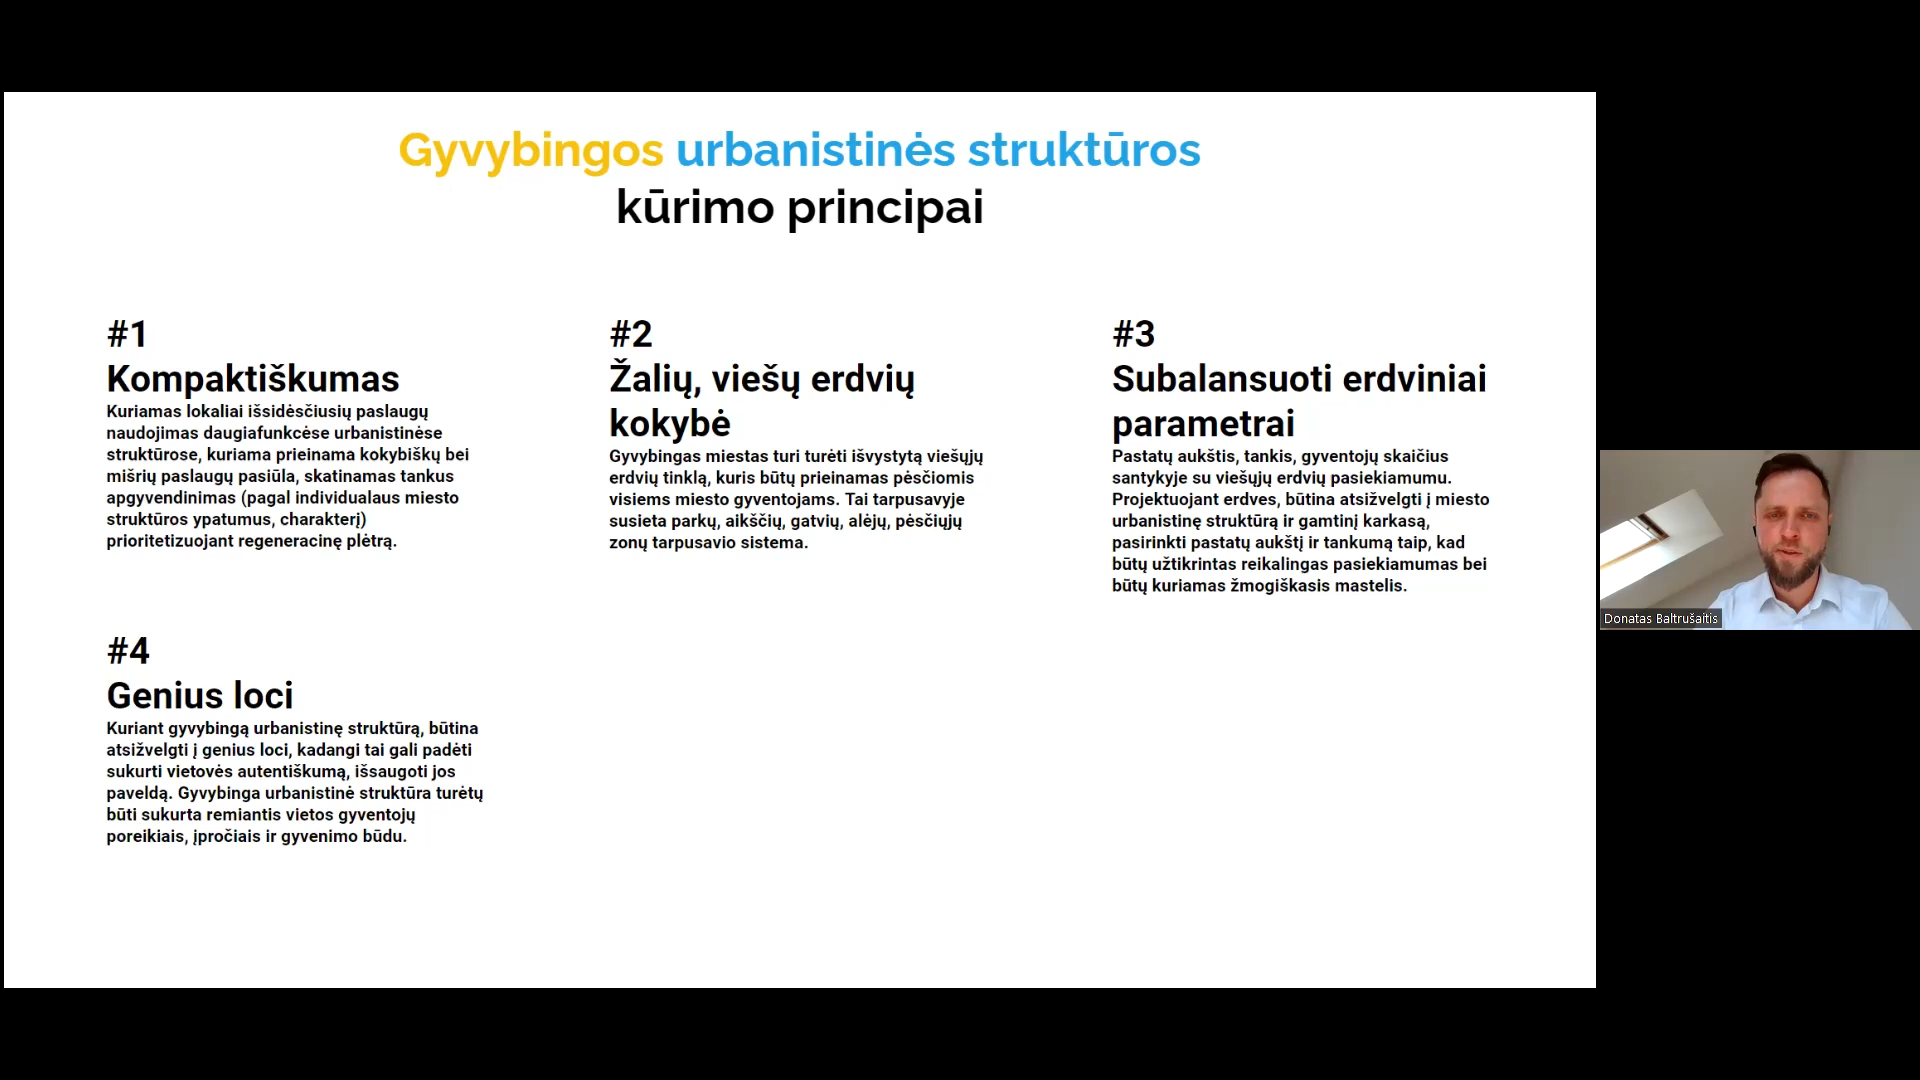 Gyvybingos urbanistinės struktūros
kūrimo principai
#1
Kompaktiškumas
Kuriamas lokaliai išsidėsčiusių paslaugų
naudojimas daugiafunkcėse urbanistinėse
struktūrose, kuriama prieinama kokybiškų bei
mišrių paslaugų pasiūla, skatinamas tankus
apgyvendinimas (pagal individualaus miesto
struktūros ypatumus, charakterį)
prioritetizuojant regeneracinę plėtrą.
#2
Žalių, viešų erdvių
kokybė
Gyvybingas miestas turi turėti išvystytą viešųjų
erdvių tinklą, kuris būtų prieinamas pėsčiomis
visiems miesto gyventojams. Tai tarpusavyje
susieta parkų, aikščių, gatvių, alėjų, pėsčiųjų
zonų tarpusavio sistema.
#3
Subalansuoti erdviniai
parametrai
Pastatų aukštis, tankis, gyventojų skaičius
santykyje su viešųjų erdvių pasiekiamumu.
Projektuojant erdves, būtina atsižvelgti į miesto
urbanistinę struktūrą ir gamtinį karkasą,
pasirinkti pastatų aukštį ir tankumą taip, kad
būtų užtikrintas reikalingas pasiekiamumas bei
būtų kuriamas žmogiškasis mastelis.
#4
Genius loci
Kuriant gyvybingą urbanistinę struktūrą, būtina
atsižvelgti į genius loci, kadangi tai gali padėti
sukurti vietovės autentiškumą, išsaugoti jos
paveldą. Gyvybinga urbanistinė struktūra turėtų
būti sukurta remiantis vietos gyventojų
poreikiais, įpročiais ir gyvenimo būdu.
Donatas Baltrušaitis